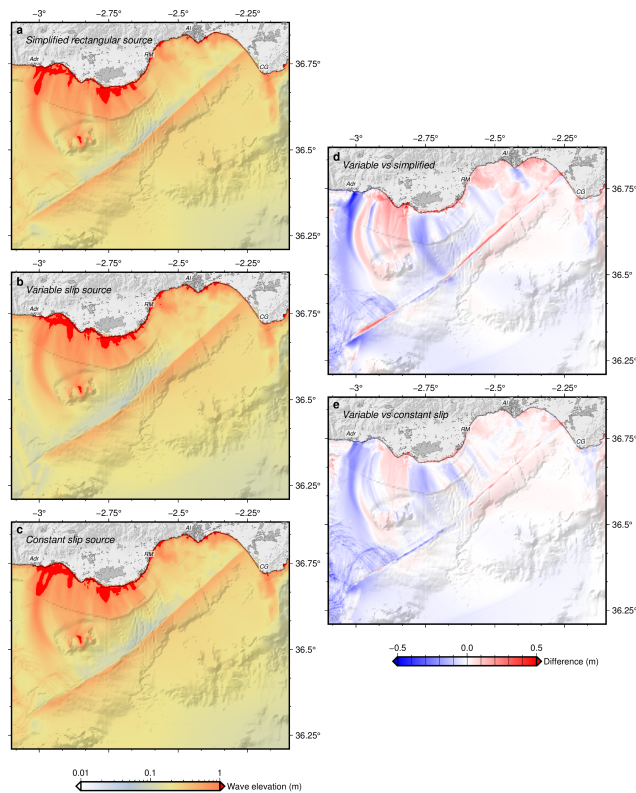 −3° −2.75° −2.5° −2.25°
a
Simplified rectangular source
Adr
RM
Al
CG
36.75°
36.5°
36.25°
b
Variable slip source
Adr
RM
Al
CG
36.75°
36.5°
36.25°
−3° −2.75° −2.5° −2.25°
c
Constant slip source
Adr
RM
Al
CG
36.75°
36.5°
36.25°
−3° −2.75° −2.5° −2.25°
0.01 0.1 1
Wave elevation (m)
−3° −2.75° −2.5° −2.25°
d
Variable vs simplified
Adr
RM
Al
CG
36.75°
36.5°
36.25°
−3° −2.75° −2.5° −2.25°
e
Variable vs constant slip
Adr
RM
Al
CG
36.75°
36.5°
36.25°
−0.5 0.0 0.5
Difference (m)